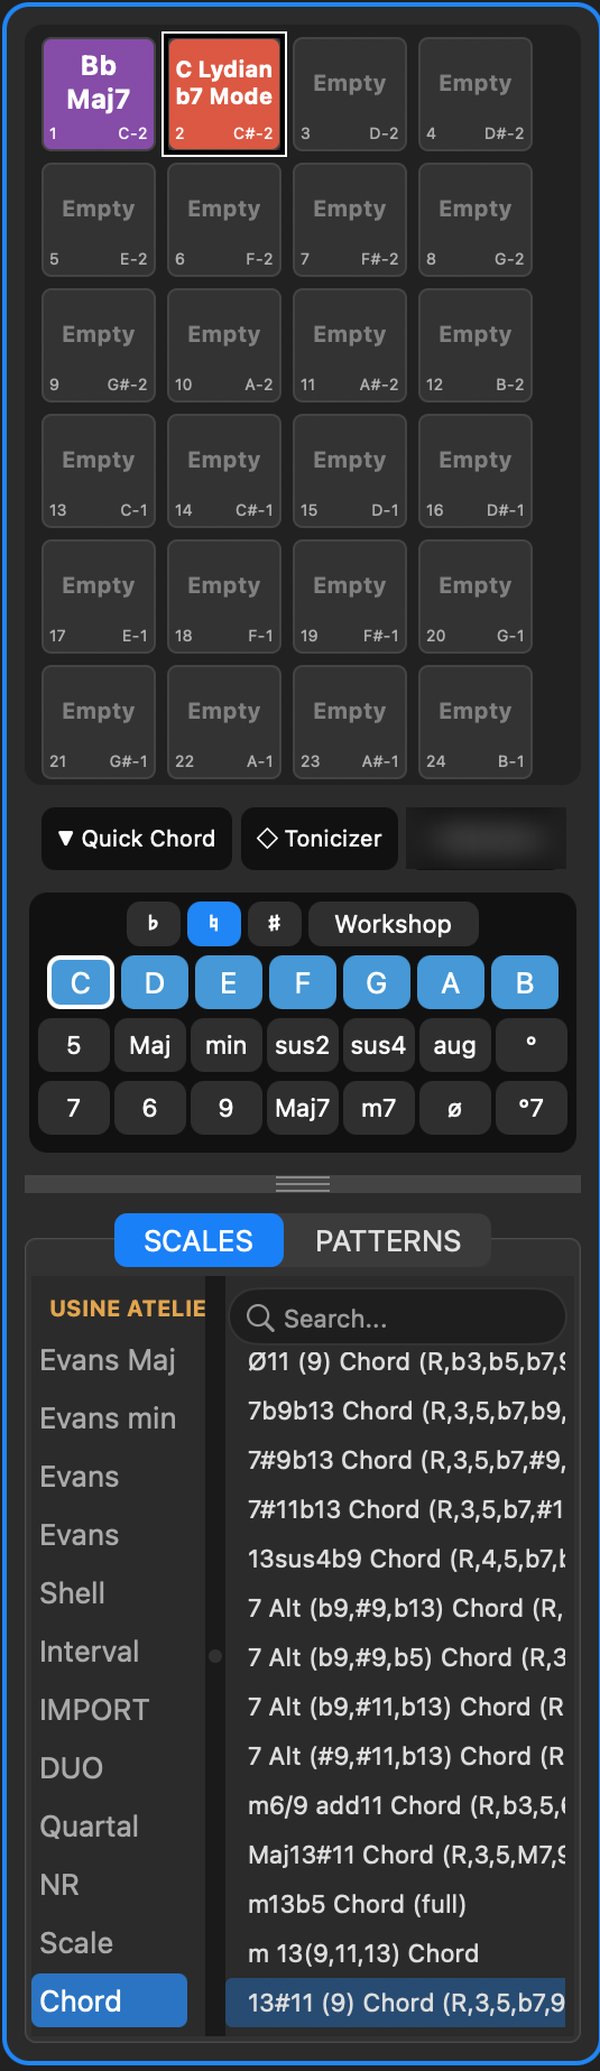 Bb
Maj7
1 C-2
C Lydian
b7 Mode
2 C#-2
Empty
3 D-2
Empty
4 D#-2
Empty
5 E-2
Empty
6 F-2
Empty
7 F#-2
Empty
8 G-2
Empty
9 G#-2
Empty
10 A-2
Empty
11 A#-2
Empty
12 B-2
Empty
13 C-1
Empty
14 C#-1
Empty
15 D-1
Empty
16 D#-1
Empty
17 E-1
Empty
18 F-1
Empty
19 F#-1
Empty
20 G-1
Empty
21 G#-1
Empty
22 A-1
Empty
23 A#-1
Empty
24 B-1
▼ Quick Chord ◇ Tonicizer
♭ ♮ # Workshop
C D E F G A B
5 Maj min sus2 sus4 aug °
7 6 9 Maj7 m7 ø °7
SCALES PATTERNS
USINE ATELIE
Evans Maj
Evans min
Evans
Evans
Shell
Interval
IMPORT
DUO
Quartal
NR
Scale
Chord
Search...
Ø11 (9) Chord (R,b3,b5,b7,9
7b9b13 Chord (R,3,5,b7,b9,
7#9b13 Chord (R,3,5,b7,#9,
7#11b13 Chord (R,3,5,b7,#1
13sus4b9 Chord (R,4,5,b7,b
7 Alt (b9,#9,b13) Chord (R,
7 Alt (b9,#9,b5) Chord (R,3
7 Alt (b9,#11,b13) Chord (R
7 Alt (#9,#11,b13) Chord (R
m6/9 add11 Chord (R,b3,5,6
Maj13#11 Chord (R,3,5,M7,9
m13b5 Chord (full)
m 13(9,11,13) Chord
13#11 (9) Chord (R,3,5,b7,9